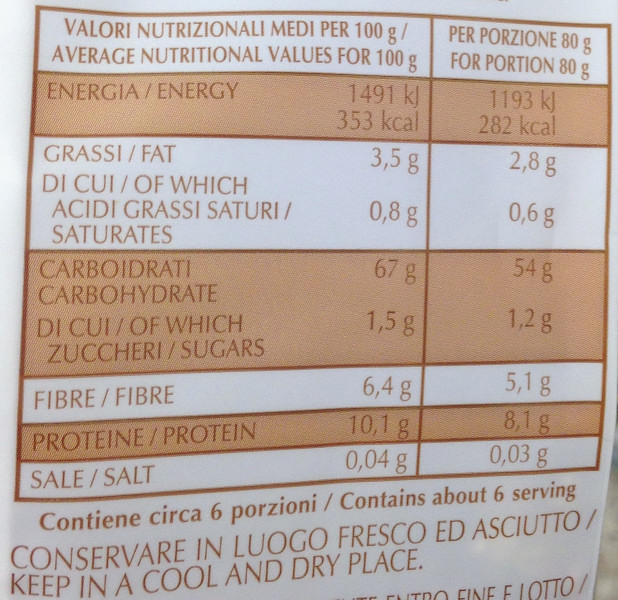 VALORI NUTRIZIONALI MEDI PER 100 g /
AVERAGE NUTRITIONAL VALUES FOR 100 g
PER PORZIONE 80 g
FOR PORTION 80 g
ENERGIA / ENERGY 1491 kJ 1193 kJ
353 kcal 282 kcal
GRASSI / FAT 3,5 g 2,8 g
DI CUI / OF WHICH
ACIDI GRASSI SATURI / 0,8 g 0,6 g
SATURATES
CARBOIDRATI 67 g 54 g
CARBOHYDRATE
DI CUI / OF WHICH 1,5 g 1,2 g
ZUCCHERI / SUGARS
FIBRE / FIBRE 6,4 g 5,1 g
PROTEINE / PROTEIN 10,1 g 8,1 g
SALE / SALT 0,04 g 0,03 g
Contiene circa 6 porzioni / Contains about 6 serving
CONSERVARE IN LUOGO FRESCO ED ASCIUTTO /
KEEP IN A COOL AND DRY PLACE.
ENTRO FINE E LOTTO /